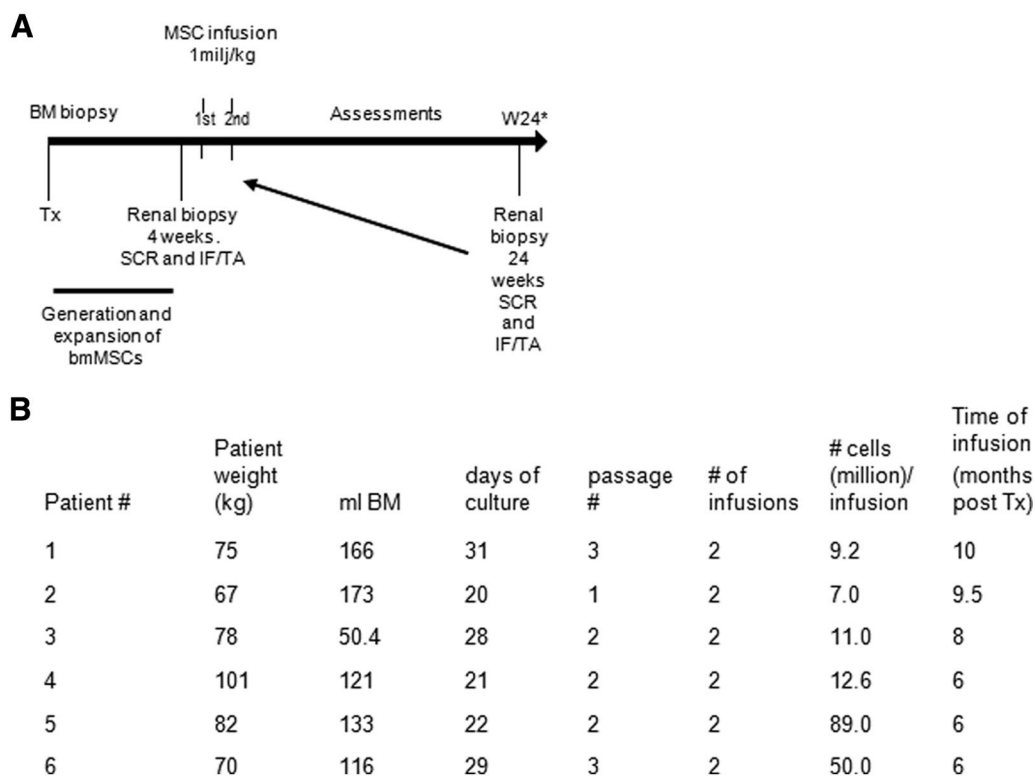 A
MSC infusion
1milj/kg
BM biopsy
1st 2nd
Assessments
W24*
Tx
Renal biopsy
4 weeks.
SCR and IF/TA
Renal
biopsy
24
weeks
SCR
and
IF/TA
Generation and
expansion of
bmMSCs
B
Patient #
Patient
weight
(kg)
ml BM
days of
culture
passage
#
# of
infusions
# cells
(million)/
infusion
Time of
infusion
(months
post Tx)
1 75 166 31 3 2 9.2 10
2 67 173 20 1 2 7.0 9.5
3 78 50.4 28 2 2 11.0 8
4 101 121 21 2 2 12.6 6
5 82 133 22 2 2 89.0 6
6 70 116 29 3 2 50.0 6